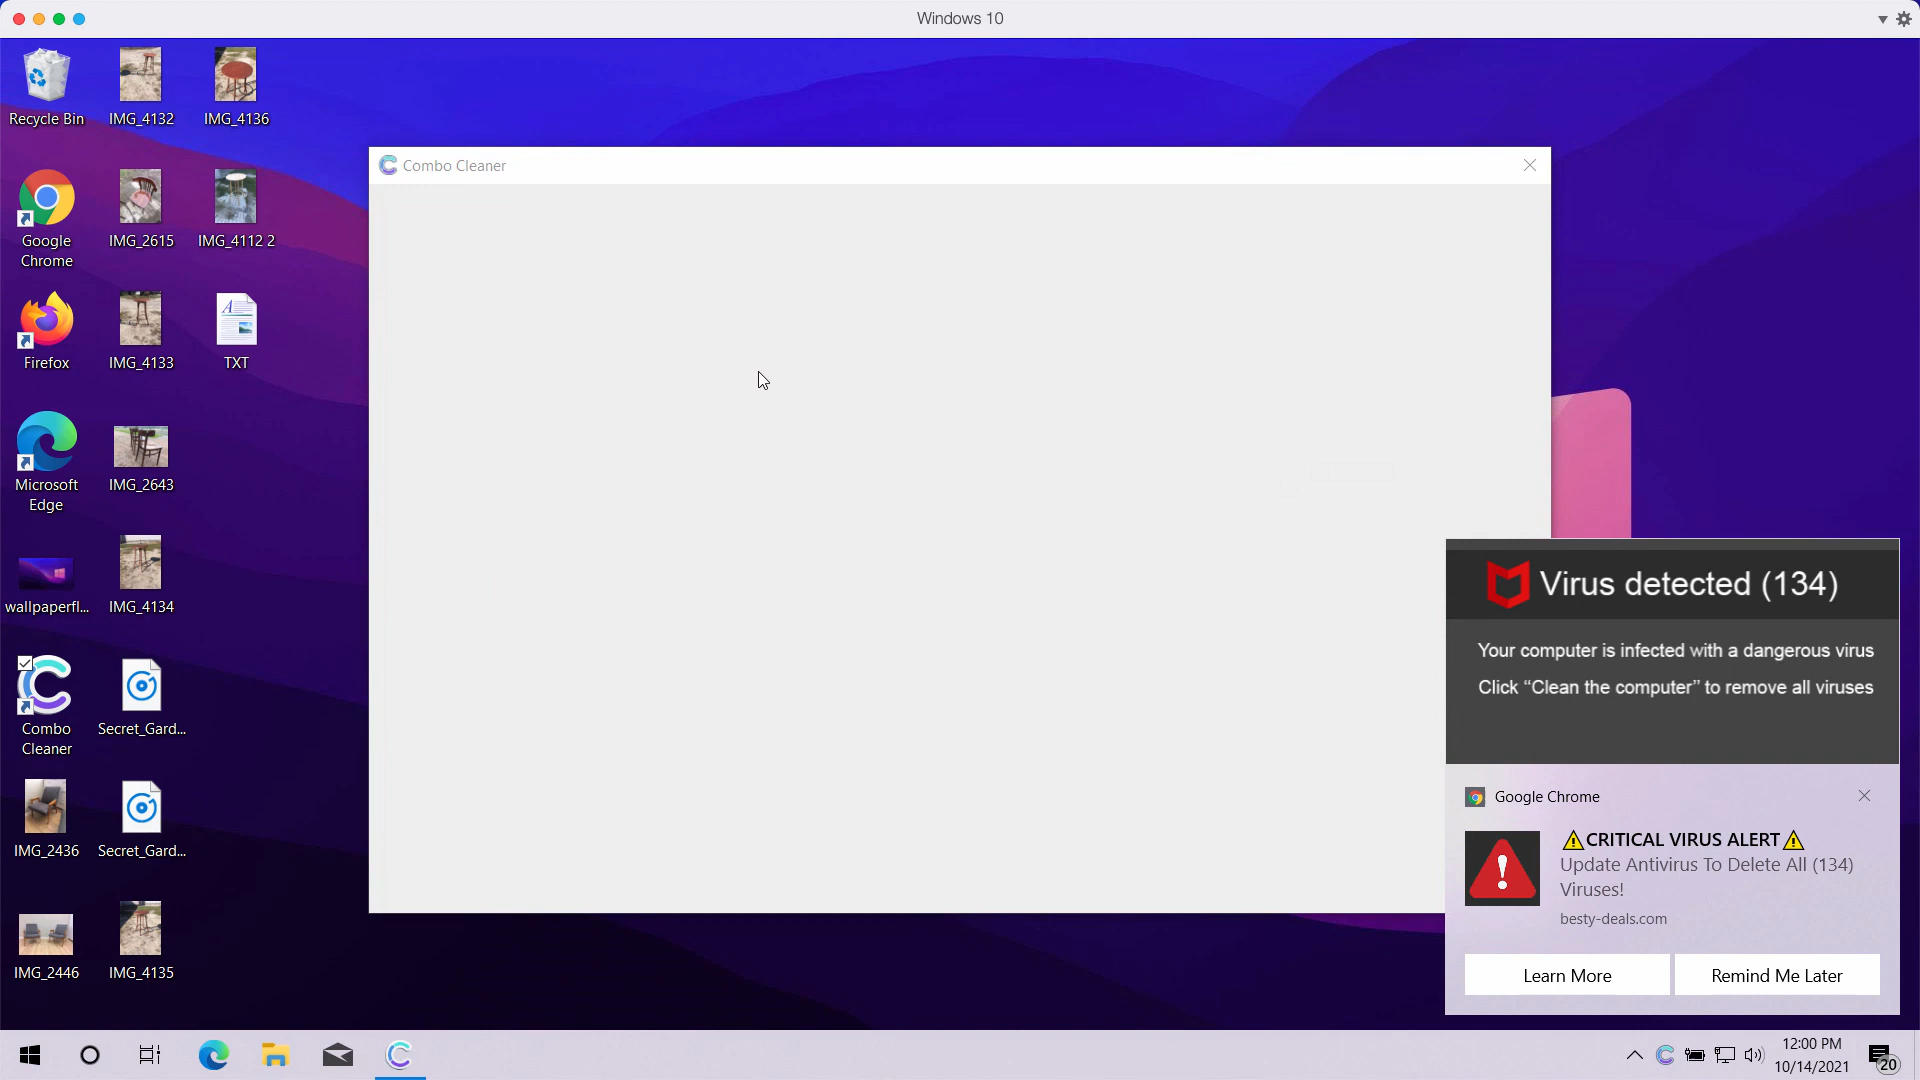 Windows 10
Recycle Bin
IMG_4132
IMG_4136
Google
Chrome
IMG_2615
IMG_4112 2
Firefox
IMG_4133
TXT
Microsoft
Edge
IMG_2643
wallpaperfl...
IMG_4134
Combo
Cleaner
Secret_Gard...
IMG_2436
Secret_Gard...
IMG_2446
IMG_4135
Combo Cleaner
Virus detected (134)
Your computer is infected with a dangerous virus
Click “Clean the computer” to remove all viruses
Google Chrome
⚠CRITICAL VIRUS ALERT⚠
Update Antivirus To Delete All (134)
Viruses!
besty-deals.com
Learn More
Remind Me Later
12:00 PM
10/14/2021
20